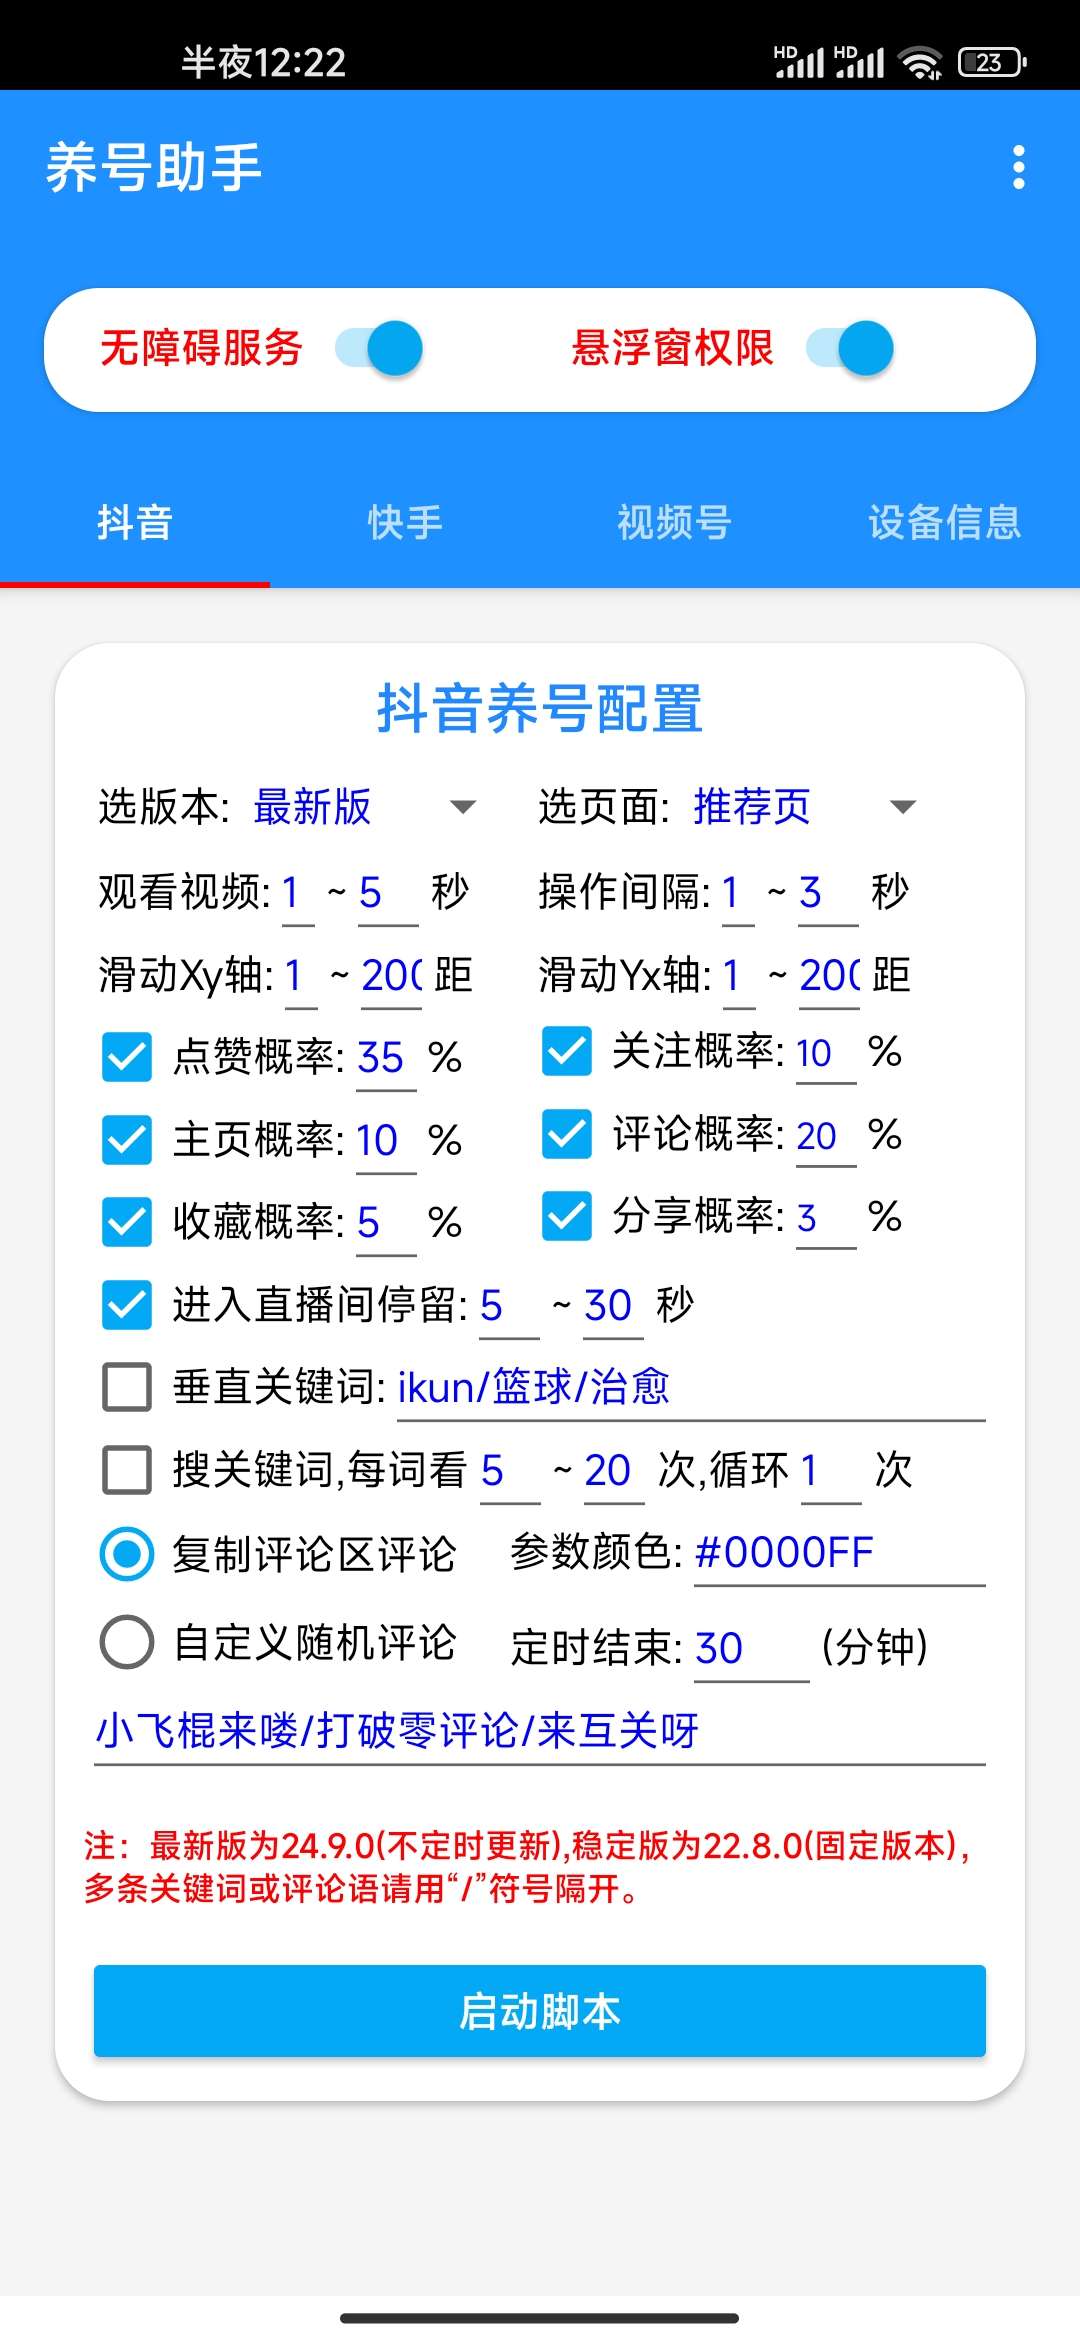 半夜12:22 HD HD 23
养号助手
无障碍服务 悬浮窗权限
抖音 快手 视频号 设备信息
抖音养号配置
选版本: 最新版 选页面: 推荐页
观看视频: 1 ~ 5 秒 操作间隔: 1 ~ 3 秒
滑动Xy轴: 1 ~ 200 距 滑动Yx轴: 1 ~ 200 距
点赞概率: 35 % 关注概率: 10 %
主页概率: 10 % 评论概率: 20 %
收藏概率: 5 % 分享概率: 3 %
进入直播间停留: 5 ~ 30 秒
垂直关键词: ikun/篮球/治愈
搜关键词,每词看 5 ~ 20 次,循环 1 次
复制评论区评论 参数颜色: #0000FF
自定义随机评论 定时结束: 30 (分钟)
小飞棍来喽/打破零评论/来互关呀
注：最新版为24.9.0(不定时更新),稳定版为22.8.0(固定版本),
多条关键词或评论语请用“/”符号隔开。
启动脚本